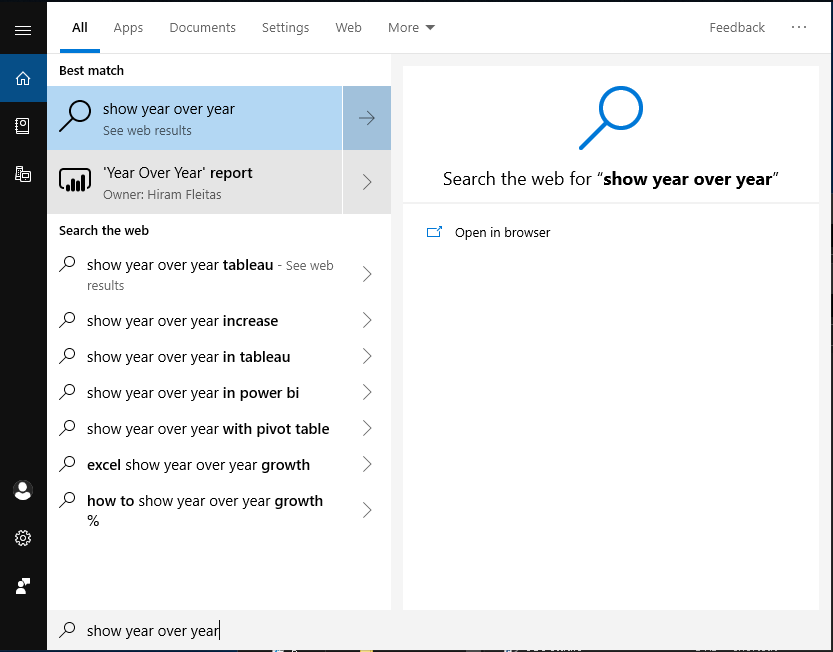 All Apps Documents Settings Web More Feedback ...
Best match
show year over year
See web results
'Year Over Year' report
Owner: Hiram Fleitas
Search the web
show year over year tableau - See web
results
show year over year increase
show year over year in tableau
show year over year in power bi
show year over year with pivot table
excel show year over year growth
how to show year over year growth
%
Search the web for “show year over year”
Open in browser
show year over year